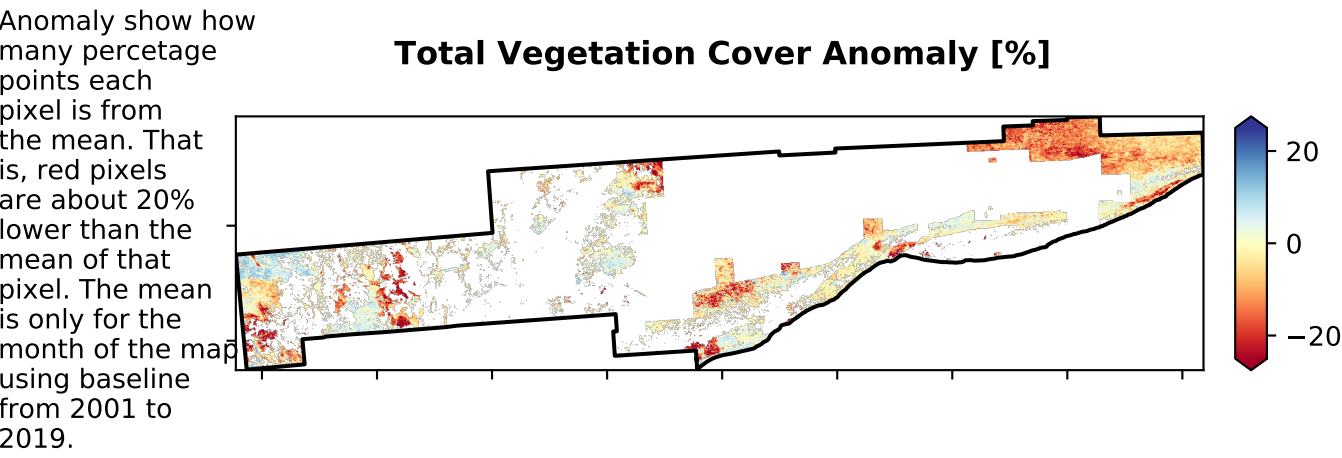 Anomaly show how
many percetage
points each
pixel is from
the mean. That
is, red pixels
are about 20%
lower than the
mean of that
pixel. The mean
is only for the
month of the map
using baseline
from 2001 to
2019.
Total Vegetation Cover Anomaly [%]
20
0
−20